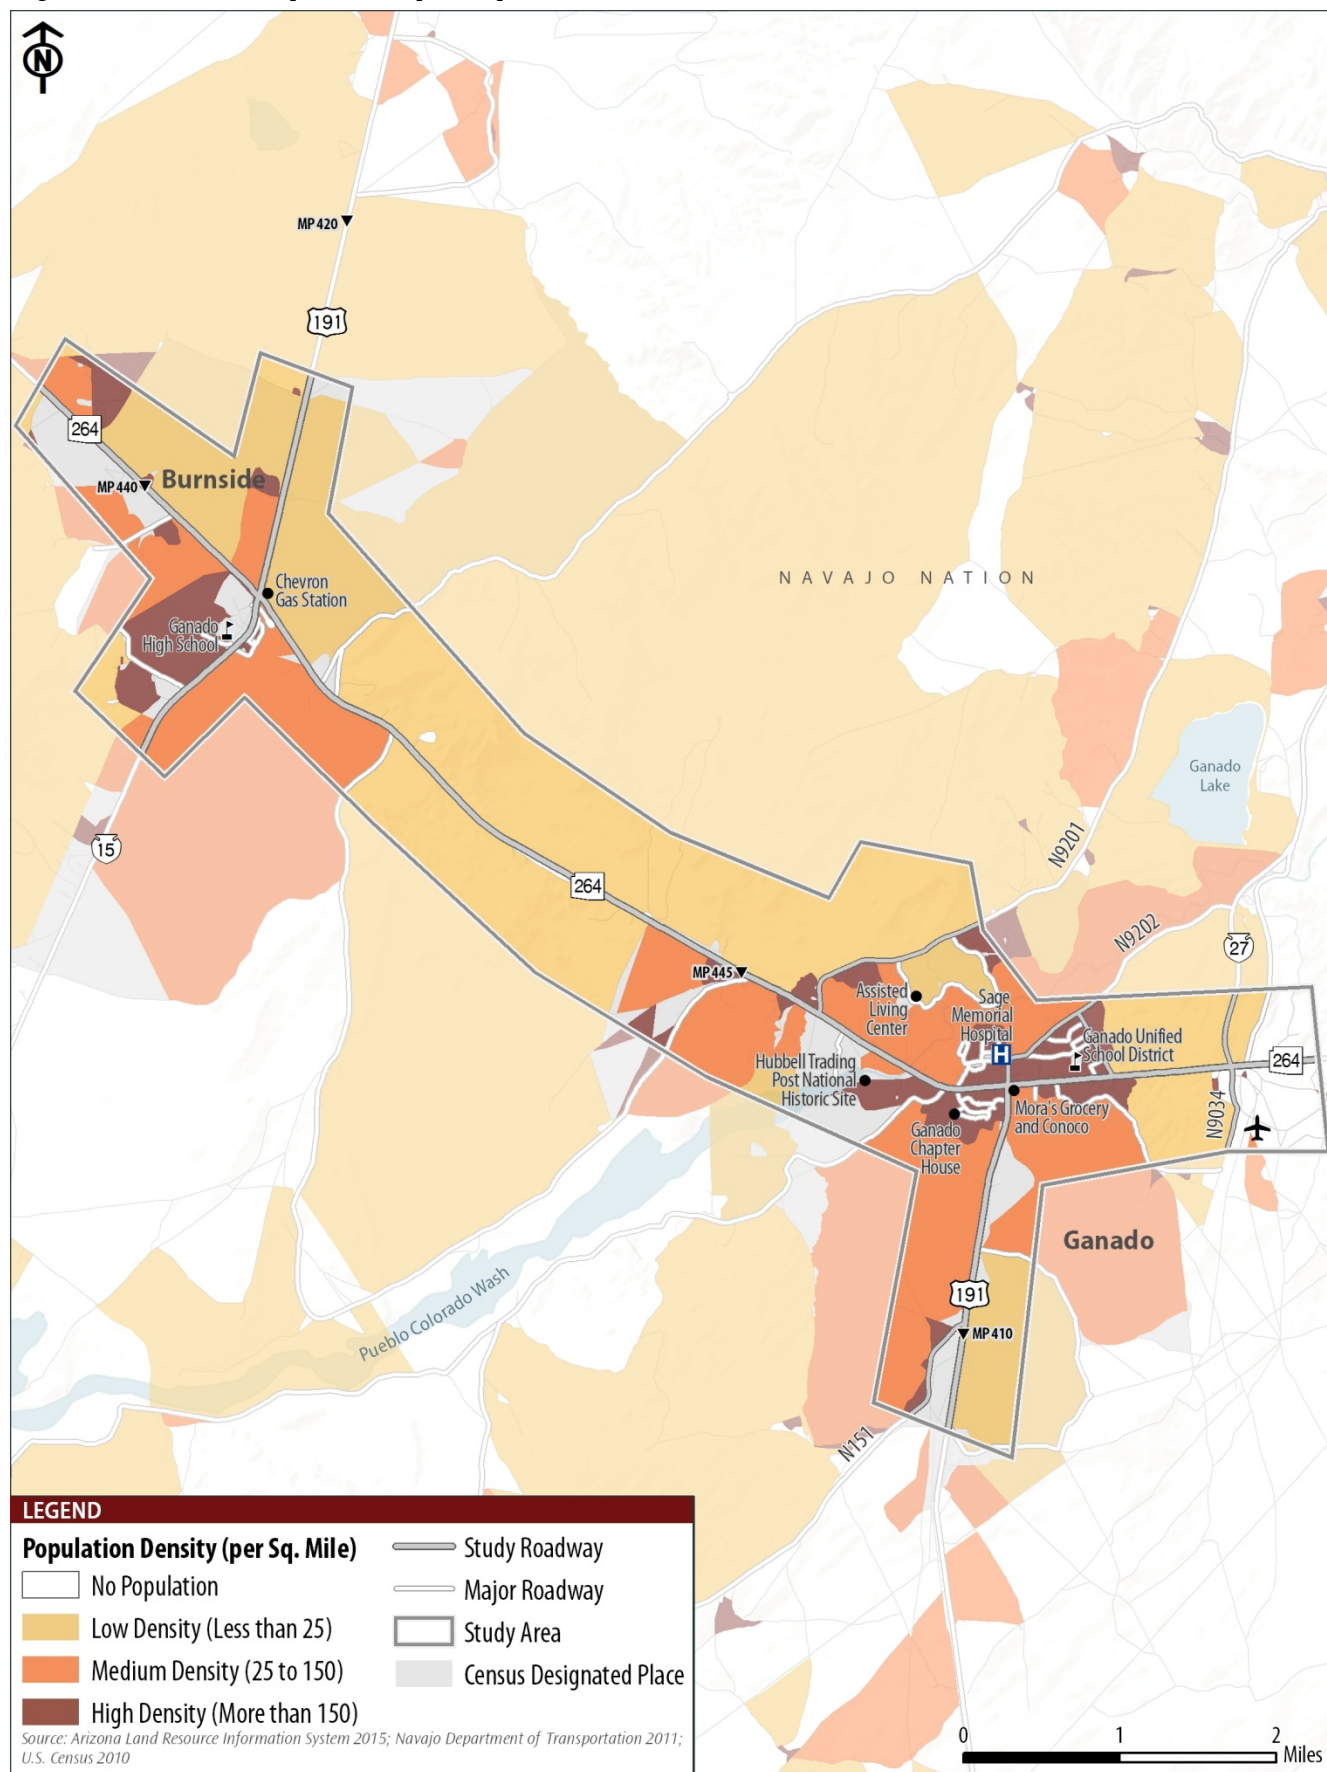 N
MP 420
191
264
MP 440
Burnside
Chevron
Gas Station
NAVAJO NATION
Ganado
High School
Ganado
Lake
15
N9201
264
N9202
27
MP 445
Assisted
Living
Center
Sage
Memorial
Hospital
H
Ganado Unified
School District
264
Hubbell Trading
Post National
Historic Site
Mora's Grocery
and Conoco
N9034
Ganado
Chapter
House
Ganado
191
Pueblo Colorado Wash
MP 410
N151
LEGEND
Population Density (per Sq. Mile)
No Population
Low Density (Less than 25)
Medium Density (25 to 150)
High Density (More than 150)
Study Roadway
Major Roadway
Study Area
Census Designated Place
Source: Arizona Land Resource Information System 2015; Navajo Department of Transportation 2011;
U.S. Census 2010
0 1 2
Miles